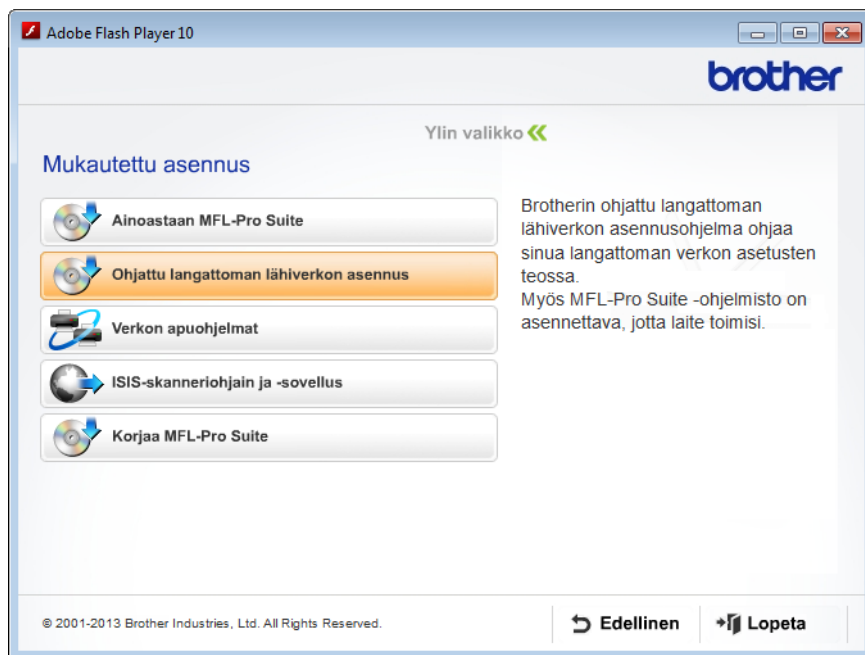 Adobe Flash Player 10
brother
Ylin valikko
Mukautettu asennus
Ainoastaan MFL-Pro Suite
Ohjattu langattoman lähiverkon asennus
Verkon apuohjelmat
ISIS-skanneriohjain ja -sovellus
Korjaa MFL-Pro Suite
Brotherin ohjattu langattoman
lähiverkon asennusohjelma ohjaa
sinua langattoman verkon asetusten
teossa.
Myös MFL-Pro Suite -ohjelmisto on
asennettava, jotta laite toimisi.
© 2001-2013 Brother Industries, Ltd. All Rights Reserved.
Edellinen
Lopeta